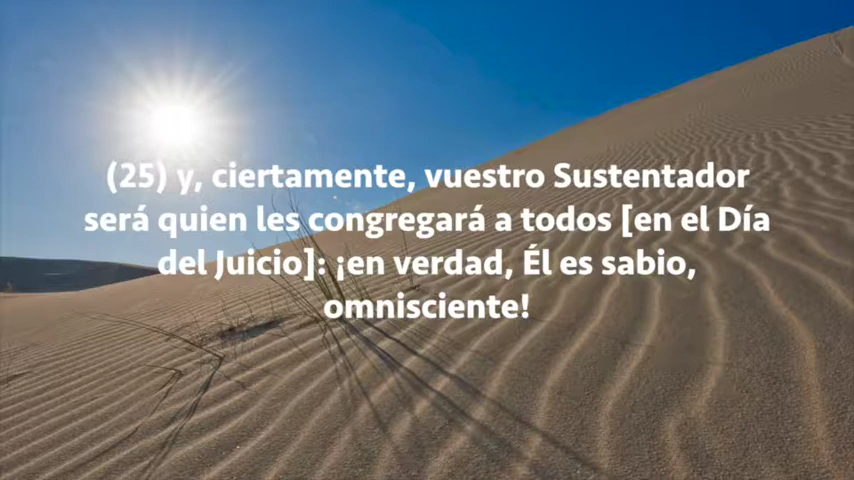 (25) y, ciertamente, vuestro Sustentador
será quien les congregará a todos [en el Día
del Juicio]: ¡en verdad, Él es sabio,
omnisciente!